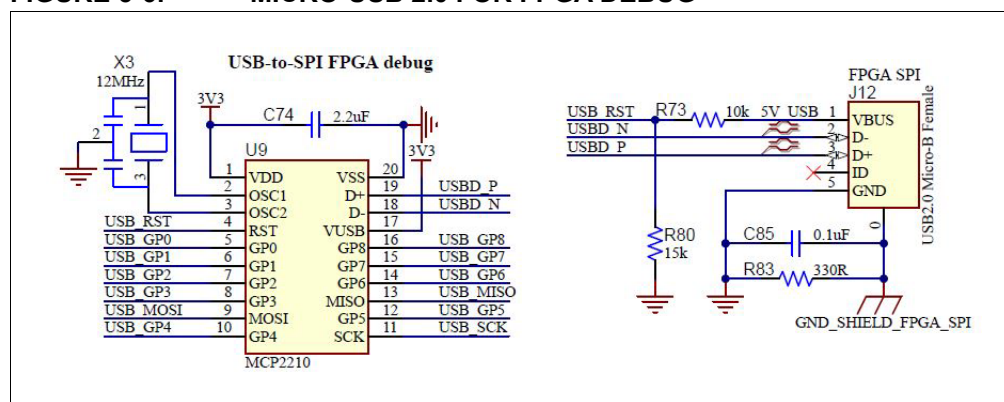 USB-to-SPI FPGA debug
X3
12MHz
1
2
3
3V3
C74
2.2uF
3V3
U9
1 VDD
2 OSC1
3 OSC2
USB_RST 4 RST
USB_GP0 5 GP0
USB_GP1 6 GP1
USB_GP2 7 GP2
USB_GP3 8 GP3
USB_MOSI 9 MOSI
USB_GP4 10 GP4
VSS 20
D+ 19 USBD_P
D- 18 USBD_N
VUSB 17
GP8 16 USB_GP8
GP7 15 USB_GP7
GP6 14 USB_GP6
MISO 13 USB_MISO
GP5 12 USB_GP5
SCK 11 USB_SCK
MCP2210
FPGA SPI
J12
USB_RST R73 10k 5V_USB 1 VBUS
USBD_N 2 D-
USBD_P 3 D+
4 ID
5 GND
0
USB2.0 Micro-B Female
R80
15k
C85 0.1uF
R83 330R
GND_SHIELD_FPGA_SPI